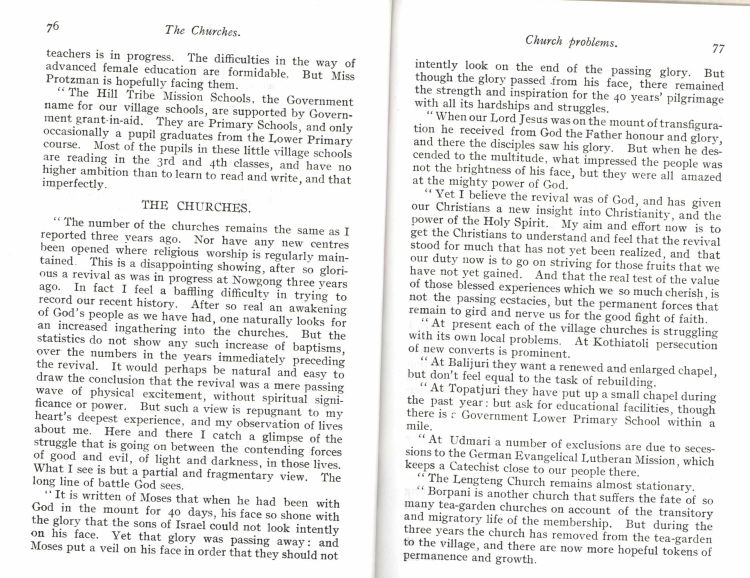 76
The Churches.
teachers is in progress. The difficulties in the way of
advanced female education are formidable. But Miss
Protzman is hopefully facing them.
"The Hill Tribe Mission Schools, the Government
name for our village schools, are supported by Govern-
ment grant-in-aid. They are Primary Schools, and only
occasionally a pupil graduates from the Lower Primary
course. Most of the pupils in these little village schools
are reading in the 3rd and 4th classes, and have no
higher ambition than to learn to read and write, and that
imperfectly.
THE CHURCHES.
"The number of the churches remains the same as I
reported three years ago. Nor have any new centres
been opened where religious worship is regularly main-
tained. This is a disappointing showing, after so glori-
ous a revival as was in progress at Nowgong three years
ago. In fact I feel a baffling difficulty in trying to
record our recent history. After so real an awakening
of God's people as we have had, one naturally looks for
an increased ingathering into the churches. But the
statistics do not show any such increase of baptisms,
over the numbers in the years immediately preceding
the revival. It would perhaps be natural and easy to
draw the conclusion that the revival was a mere passing
wave of physical excitement, without spiritual signi-
ficance or power. But such a view is repugnant to my
heart's deepest experience, and my observation of lives
about me. Here and there I catch a glimpse of the
struggle that is going on between the contending forces
of good and evil, of light and darkness, in those lives.
What I see is but a partial and fragmentary view. The
long line of battle God sees.
"It is written of Moses that when he had been with
God in the mount for 40 days, his face so shone with
the glory that the sons of Israel could not look intently
on his face. Yet that glory was passing away: and
Moses put a veil on his face in order that they should not
Church problems.
77
intently look on the end of the passing glory. But
though the glory passed from his face, there remained
the strength and inspiration for the 40 years' pilgrimage
with all its hardships and struggles.
"When our Lord Jesus was on the mount of transfigura-
tion he received from God the Father honour and glory,
and there the disciples saw his glory. But when he des-
cended to the multitude, what impressed the people was
not the brightness of his face, but they were all amazed
at the mighty power of God.
"Yet I believe the revival was of God, and has given
our Christians a new insight into Christianity, and the
power of the Holy Spirit. My aim and effort now is to
get the Christians to understand and feel that the revival
stood for much that has not yet been realized, and that
our duty now is to go on striving for those fruits that we
have not yet gained. And that the real test of the value
of those blessed experiences which we so much cherish, is
not the passing ecstacies, but the permanent forces that
remain to gird and nerve us for the good fight of faith.
"At present each of the village churches is struggling
with its own local problems. At Kothiatoli persecution
of new converts is prominent.
"At Balijuri they want a renewed and enlarged chapel,
but don't feel equal to the task of rebuilding.
"At Topatjuri they have put up a small chapel during
the past year: but ask for educational facilities, though
there is Government Lower Primary School within a
mile.
"At Udmari a number of exclusions are due to seces-
sions to the German Evangelical Lutheran Mission, which
keeps a Catechist close to our people there.
"The Lengteng Church remains almost stationary.
"Borpani is another church that suffers the fate of so
many tea-garden churches on account of the transitory
and migratory life of the membership. But during the
three years the church has removed from the tea-garden
to the village, and there are now more hopeful tokens of
permanence and growth.